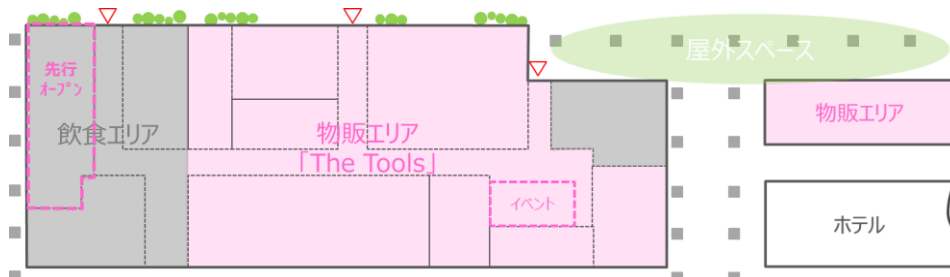 屋外スペース
先行
オープン
飲食エリア
物販エリア
「The Tools」
物販エリア
イベント
ホテル